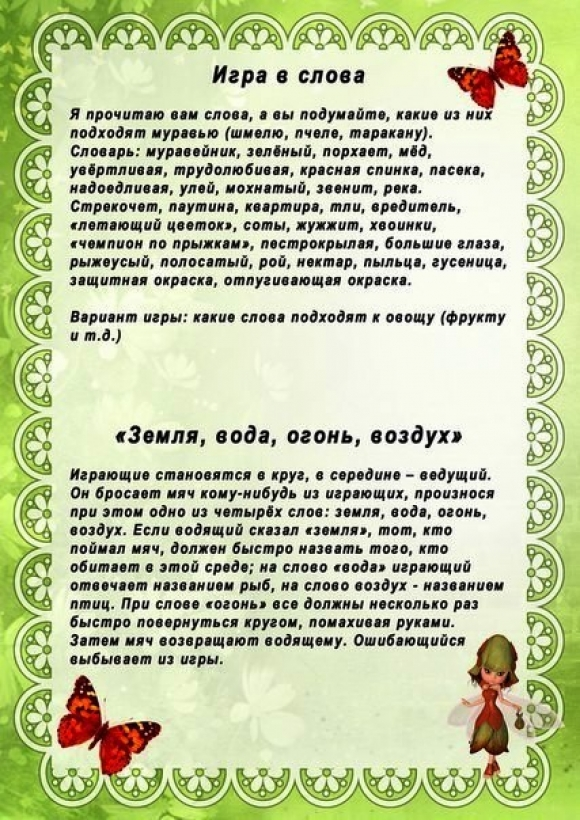 Игра в слова
Я прочитаю вам слова, а вы подумайте, какие из них
подходят муравью (шмелю, пчеле, таракану).
Словарь: муравейник, зелёный, порхает, мёд,
увёртливая, трудолюбивая, красная спинка, пасека,
надоедливая, улей, мохнатый, звенит, река.
Стрекочет, паутина, квартира, тли, вредитель,
«летающий цветок», соты, жужжит, хвоинки,
«чемпион по прыжкам», пестрокрылая, большие глаза,
рыжеусый, полосатый, рой, нектар, пыльца, гусеница,
защитная окраска, отпугивающая окраска.
Вариант игры: какие слова подходят к овощу (фрукту
и т.д.)
«Земля, вода, огонь, воздух»
Играющие становятся в круг, в середине – ведущий.
Он бросает мяч кому-нибудь из играющих, произнося
при этом одно из четырёх слов: земля, вода, огонь,
воздух. Если водящий сказал «земля», тот, кто
поймал мяч, должен быстро назвать того, кто
обитает в этой среде; на слово «вода» играющий
отвечает названием рыб, на слово воздух - названием
птиц. При слове «огонь» все должны несколько раз
быстро повернуться кругом, помахивая руками.
Затем мяч возвращают водящему. Ошибающийся
выбывает из игры.